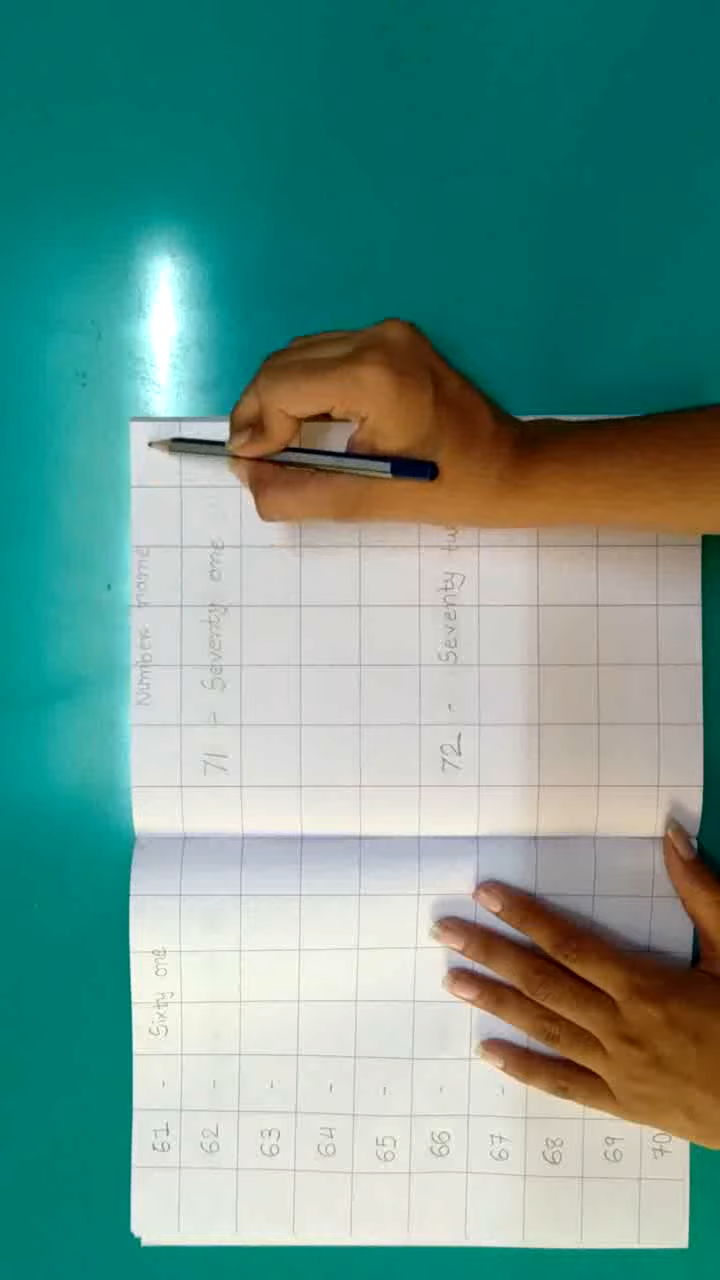 61 - Sixty one
62 -
63 -
64 -
65 -
66 -
67 -
68
69
70
Number name
71 - Seventy one
72 - Seventy